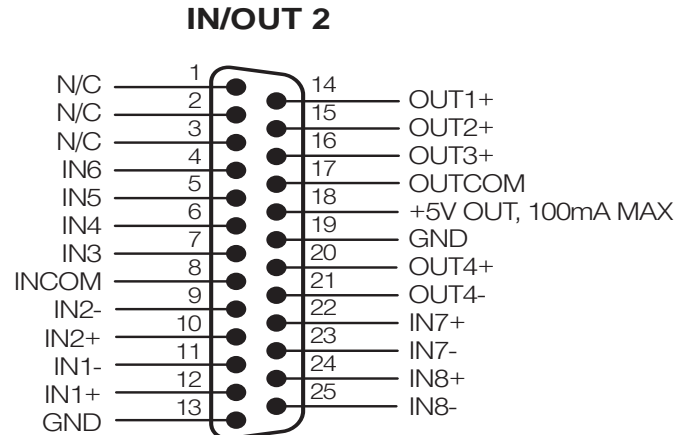 IN/OUT 2
N/C 1
N/C 2
N/C 3
IN6 4
IN5 5
IN4 6
IN3 7
INCOM 8
IN2- 9
IN2+ 10
IN1- 11
IN1+ 12
GND 13
14 OUT1+
15 OUT2+
16 OUT3+
17 OUTCOM
18 +5V OUT, 100mA MAX
19 GND
20 OUT4+
21 OUT4-
22 IN7+
23 IN7-
24 IN8+
25 IN8-